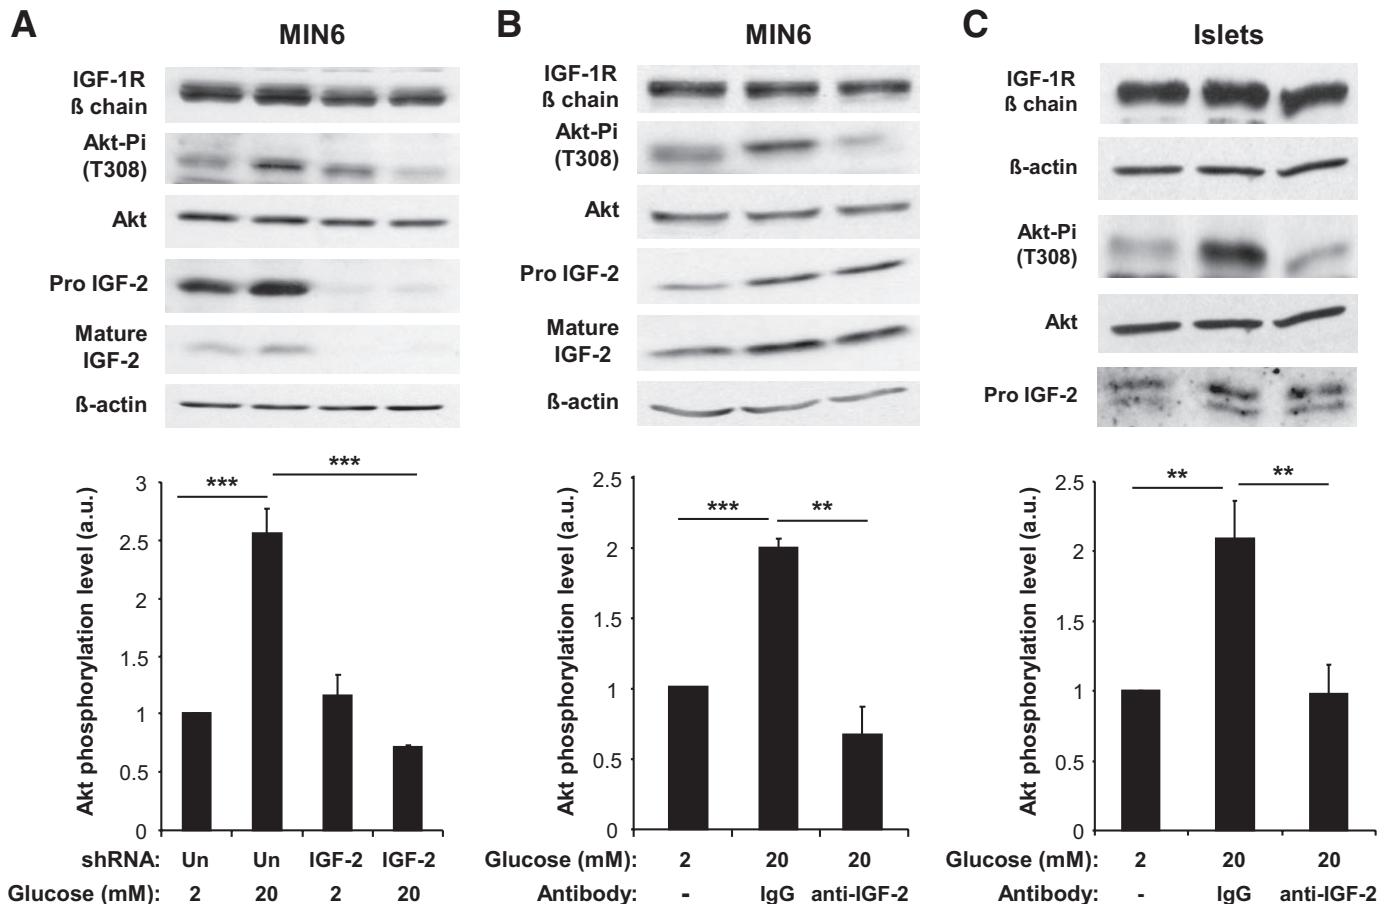 A
MIN6
IGF-1R
ß chain
Akt-Pi
(T308)
Akt
Pro IGF-2
Mature
IGF-2
ß-actin
***
***
Akt phosphorylation level (a.u.)
3
2.5
2
1.5
1
0.5
0
shRNA: Un Un IGF-2 IGF-2
Glucose (mM): 2 20 2 20
B
MIN6
IGF-1R
ß chain
Akt-Pi
(T308)
Akt
Pro IGF-2
Mature
IGF-2
ß-actin
***
**
Akt phosphorylation level (a.u.)
2.5
2
1.5
1
0.5
0
Glucose (mM): 2 20 20
Antibody: - IgG anti-IGF-2
C
Islets
IGF-1R
ß chain
ß-actin
Akt-Pi
(T308)
Akt
Pro IGF-2
**
**
Akt phosphorylation level (a.u.)
2.5
2
1.5
1
0.5
0
Glucose (mM): 2 20 20
Antibody: - IgG anti-IGF-2